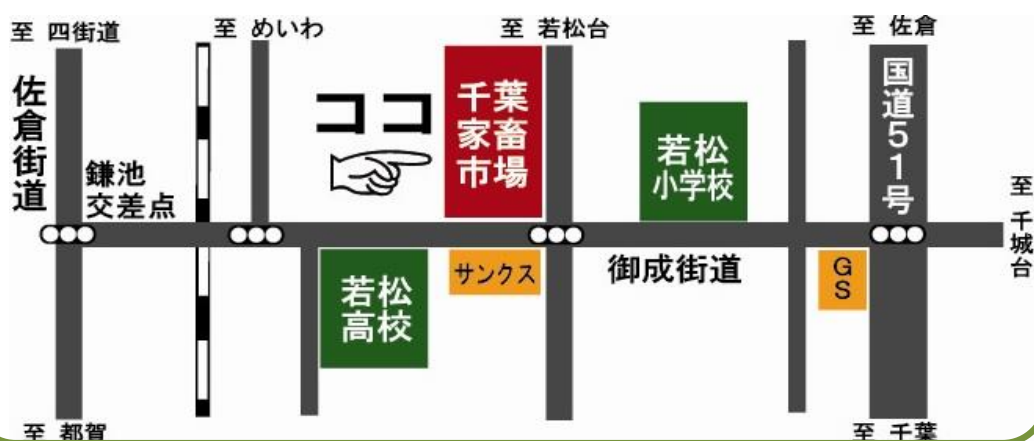 至 四街道
至 めいわ
至 若松台
至 佐倉
佐倉街道
鎌池
交差点
ココ
千葉
家畜
市場
若松
小学校
国道51号
至 千城台
若松
高校
サンクス
御成街道
GS
至 都賀
至 千葉